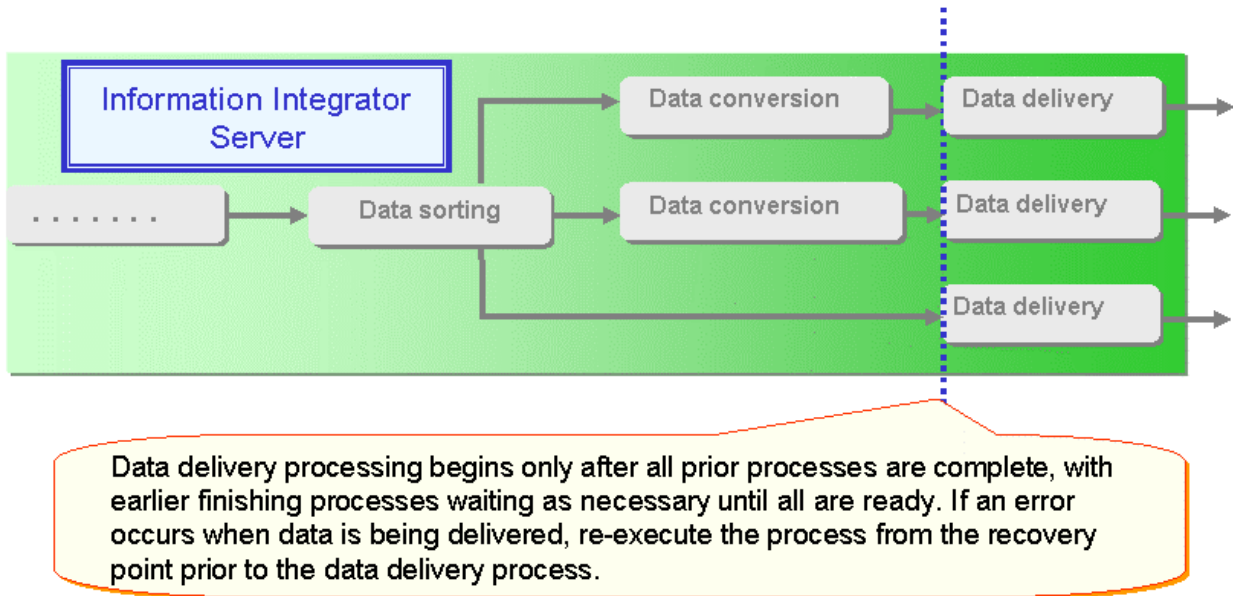 Information Integrator
Server
Data conversion
Data delivery
. . . . . . .
Data sorting
Data conversion
Data delivery
Data delivery
Data delivery processing begins only after all prior processes are complete, with
earlier finishing processes waiting as necessary until all are ready. If an error
occurs when data is being delivered, re-execute the process from the recovery
point prior to the data delivery process.